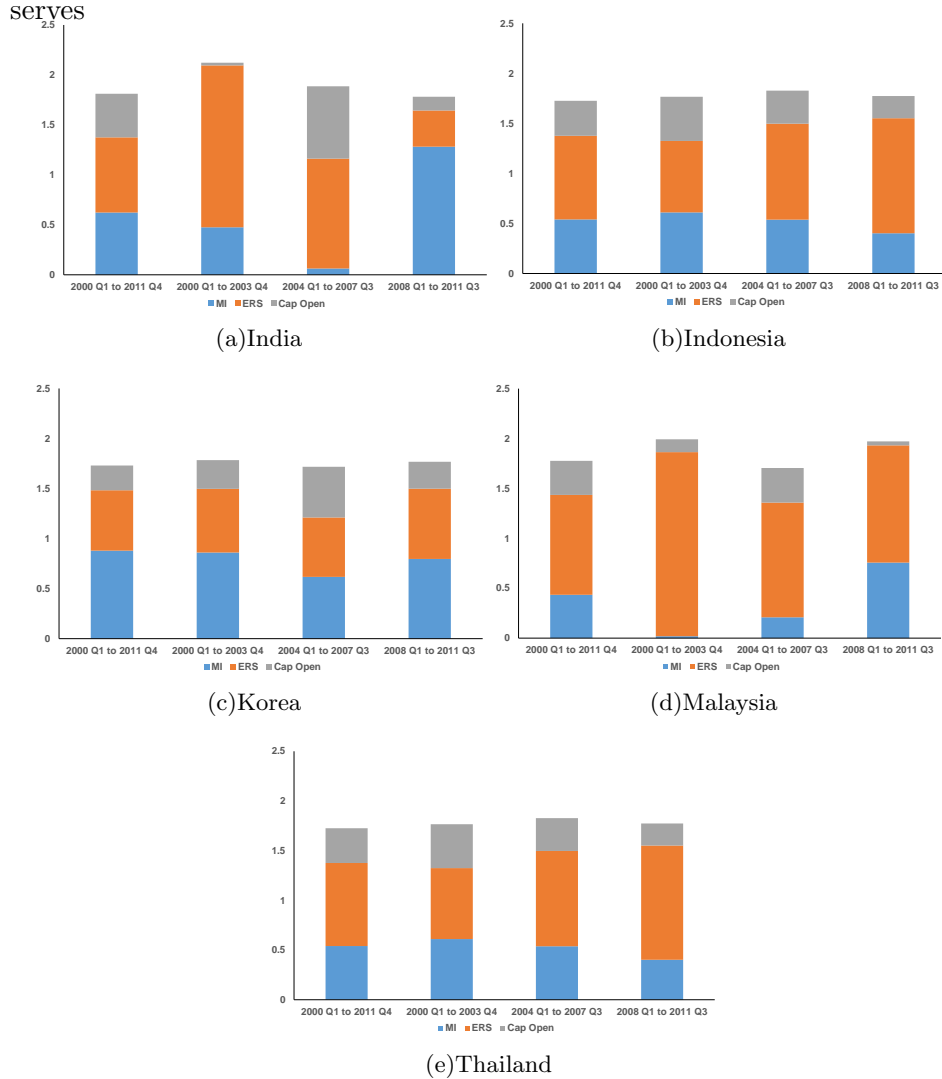 serves
2.5
2
1.5
1
0.5
0
2000 Q1 to 2011 Q4 2000 Q1 to 2003 Q4 2004 Q1 to 2007 Q3 2008 Q1 to 2011 Q3
MI ERS Cap Open
(a)India
2.5
2
1.5
1
0.5
0
2000 Q1 to 2011 Q4 2000 Q1 to 2003 Q4 2004 Q1 to 2007 Q3 2008 Q1 to 2011 Q3
MI ERS Cap Open
(b)Indonesia
2.5
2
1.5
1
0.5
0
2000 Q1 to 2011 Q4 2000 Q1 to 2003 Q4 2004 Q1 to 2007 Q3 2008 Q1 to 2011 Q3
MI ERS Cap Open
(c)Korea
2.5
2
1.5
1
0.5
0
2000 Q1 to 2011 Q4 2000 Q1 to 2003 Q4 2004 Q1 to 2007 Q3 2008 Q1 to 2011 Q3
MI ERS Cap Open
(d)Malaysia
2.5
2
1.5
1
0.5
0
2000 Q1 to 2011 Q4 2000 Q1 to 2003 Q4 2004 Q1 to 2007 Q3 2008 Q1 to 2011 Q3
MI ERS Cap Open
(e)Thailand